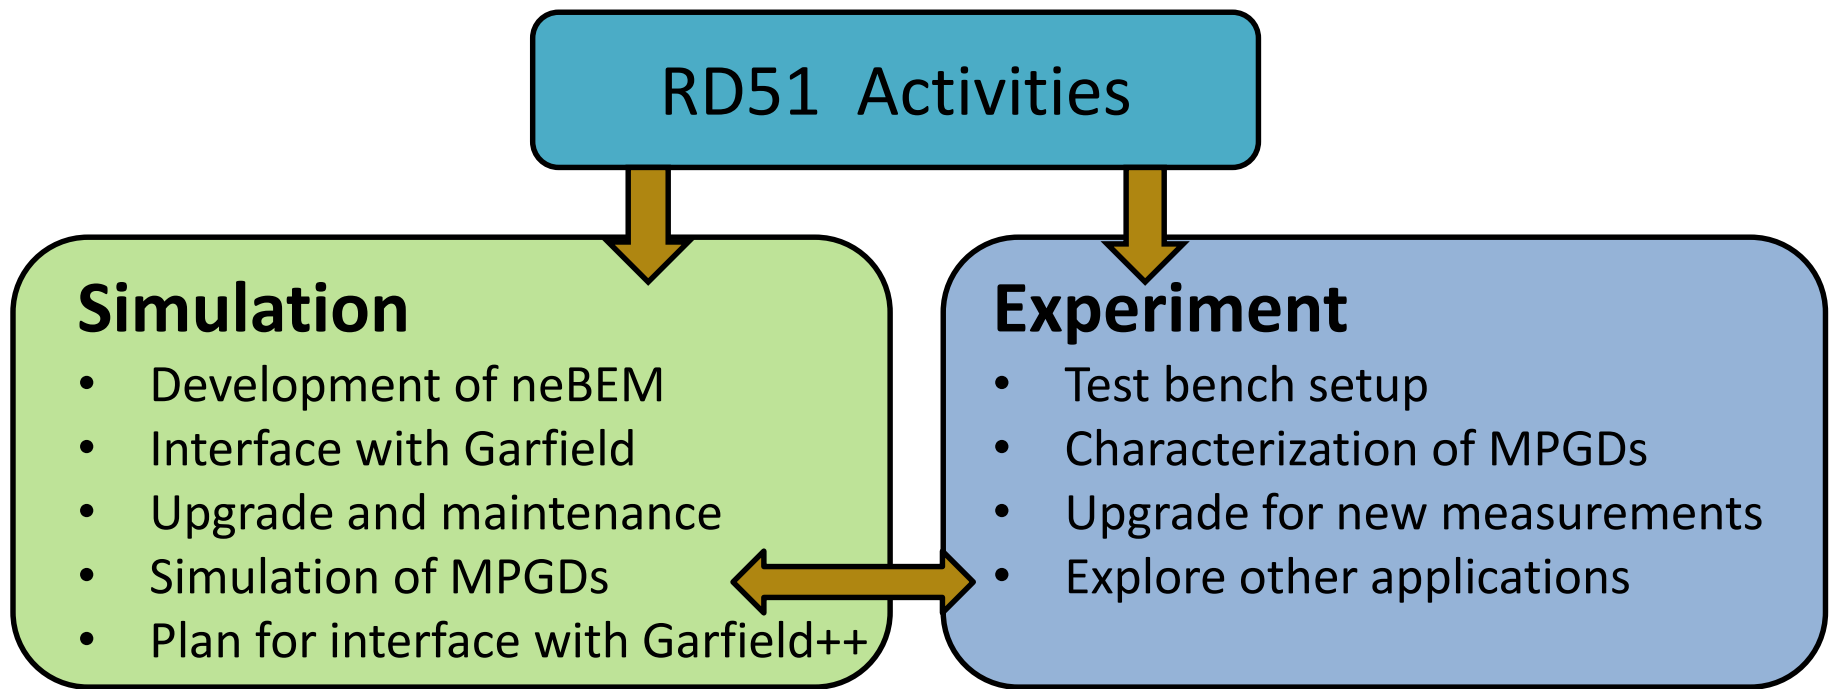 RD51 Activities
Simulation
• Development of neBEM
• Interface with Garfield
• Upgrade and maintenance
• Simulation of MPGDs
• Plan for interface with Garfield++
Experiment
• Test bench setup
• Characterization of MPGDs
• Upgrade for new measurements
• Explore other applications